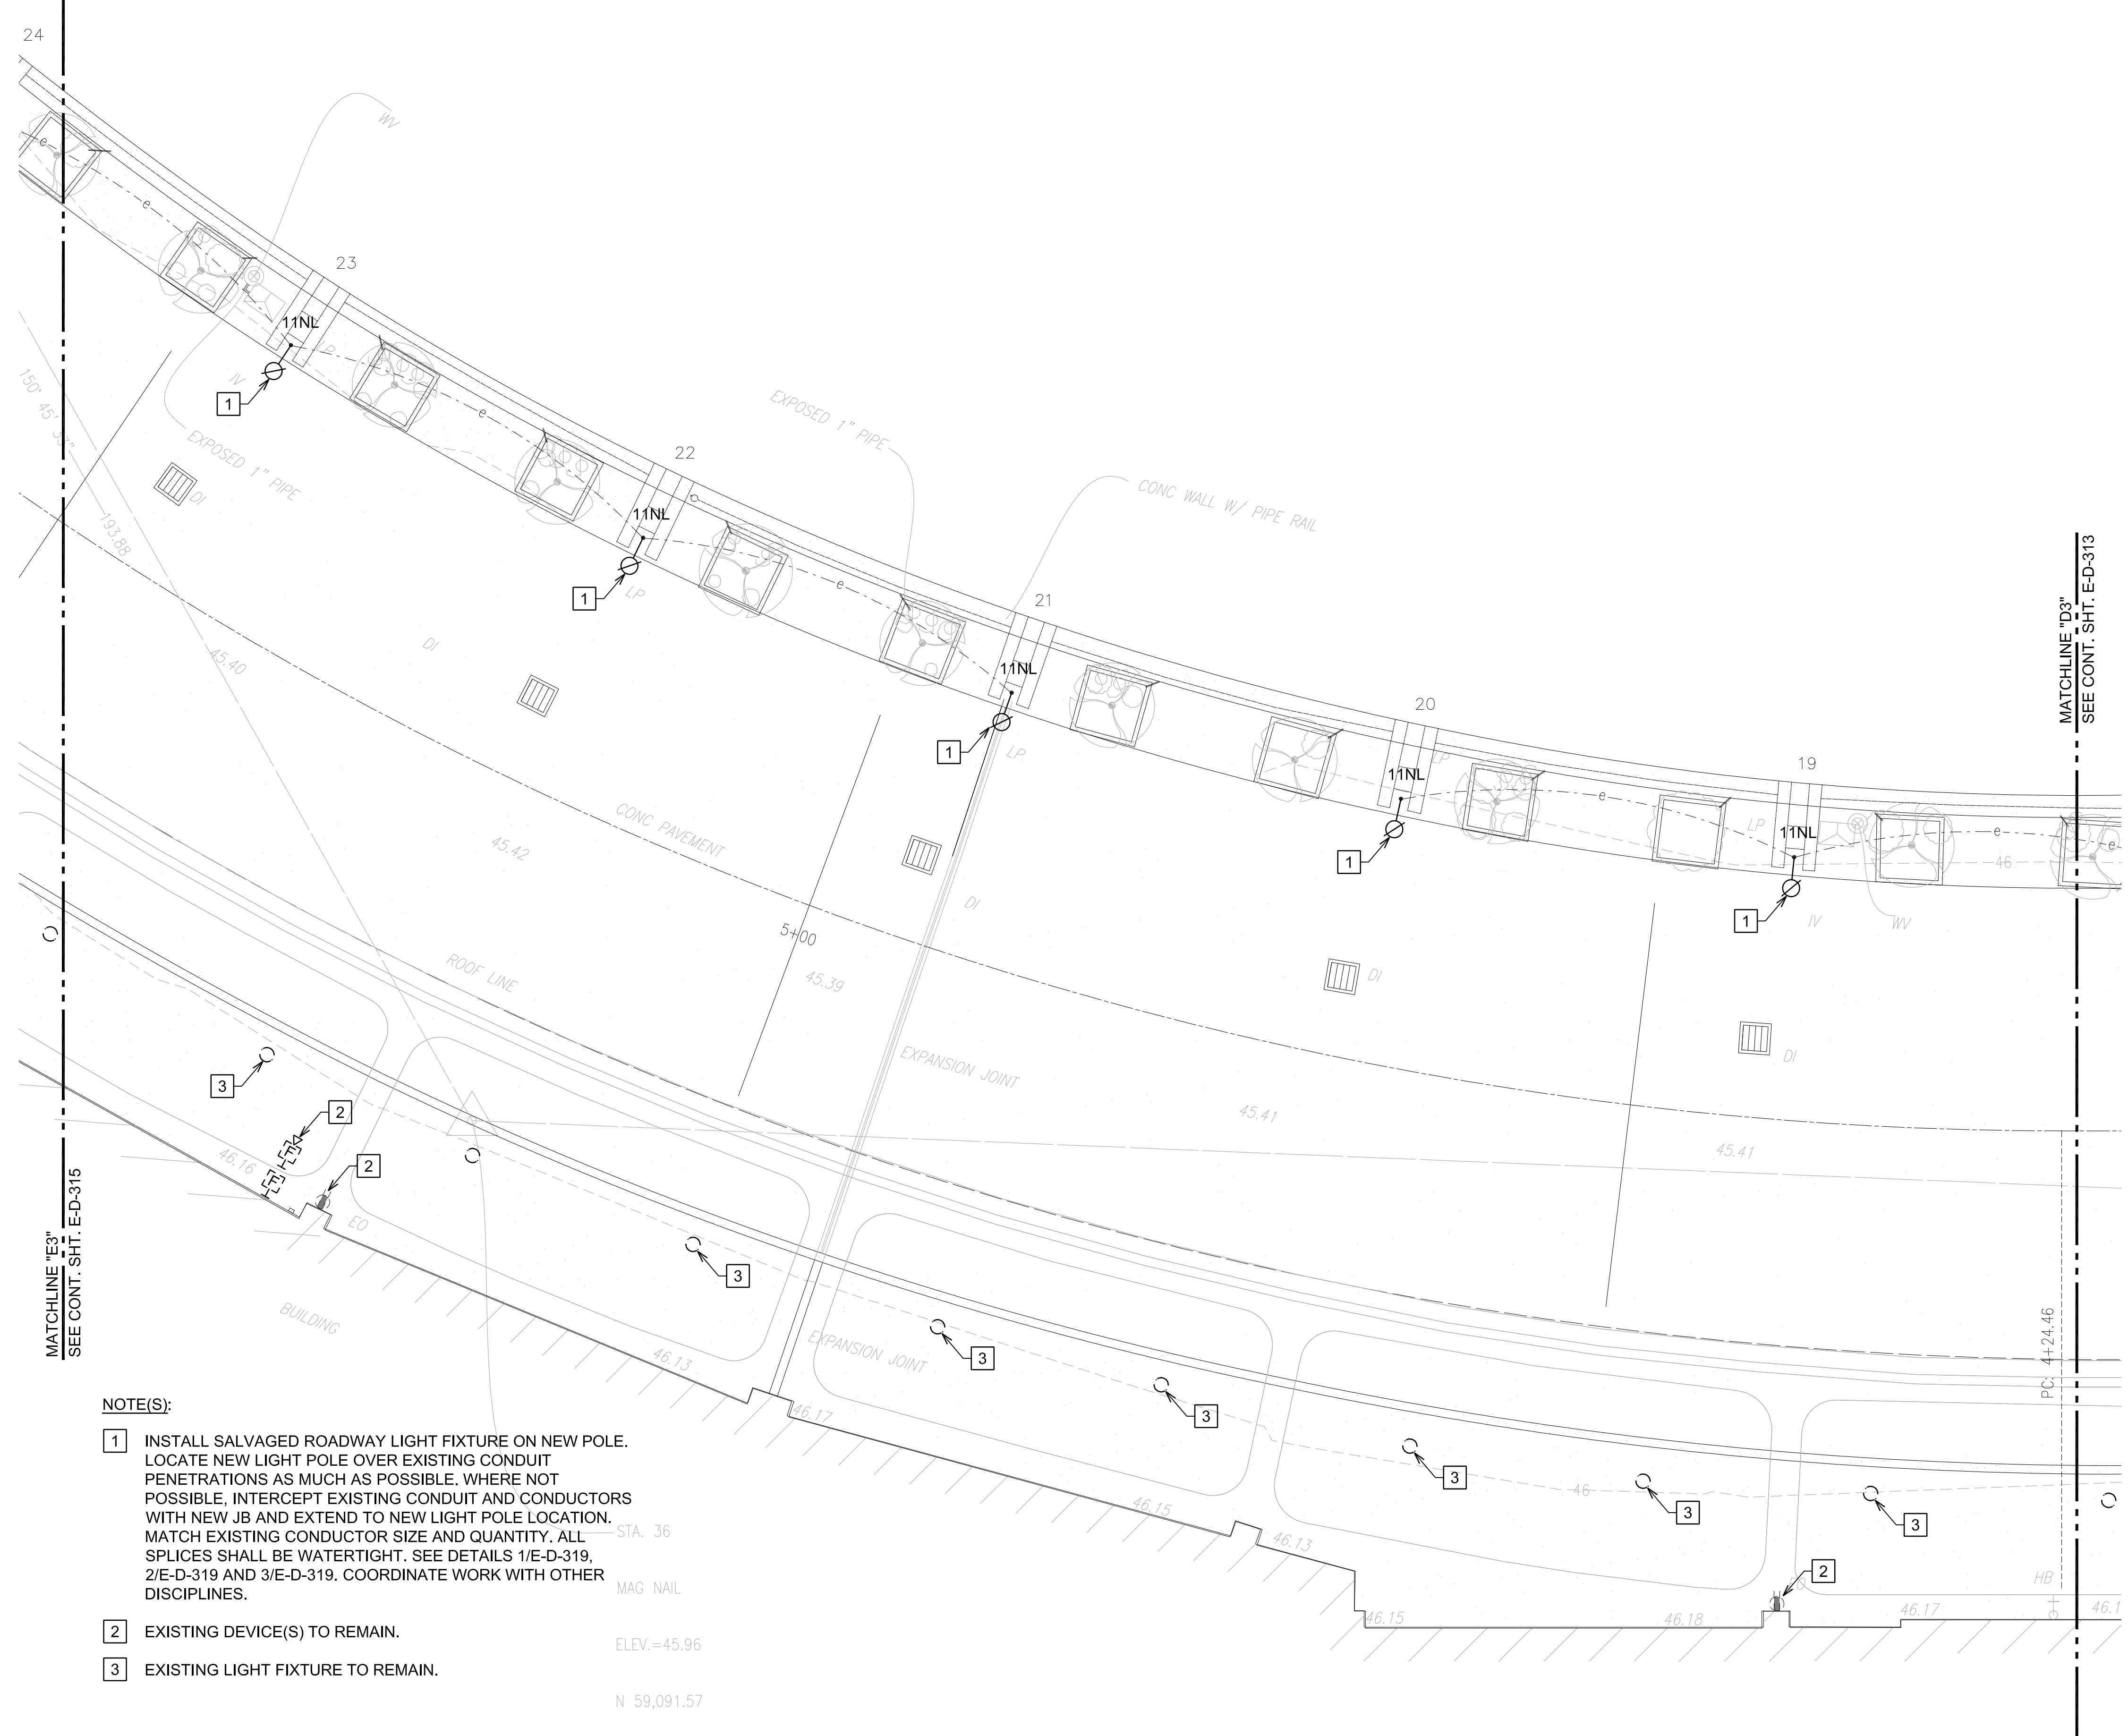 24
WV
23
11NL
LP
1
IV
150° 45' 33"
193.88
EXPOSED 1" PIPE
DI
e
e
e
22
11NL
LP
1
EXPOSED 1" PIPE
CONC WALL W/ PIPE RAIL
e
21
11NL
LP
1
DI
45.40
20
11NL
LP
1
e
19
11NL
LP
1
IV
WV
46
e
e
MATCHLINE "D3"
SEE CONT. SHT. E-D-313
CONC PAVEMENT
45.42
DI
5+00
45.39
ROOF LINE
DI
DI
EXPANSION JOINT
45.41
45.41
3
2
2
46.16
EO
MATCHLINE "E3"
SEE CONT. SHT. E-D-315
BUILDING
3
46.13
EXPANSION JOINT
46.17
3
3
3
3
3
46
46.15
46.13
46.15
46.18
2
46.17
HB
46.1
PC: 4+24.46
NOTE(S):
1 INSTALL SALVAGED ROADWAY LIGHT FIXTURE ON NEW POLE.
LOCATE NEW LIGHT POLE OVER EXISTING CONDUIT
PENETRATIONS AS MUCH AS POSSIBLE. WHERE NOT
POSSIBLE, INTERCEPT EXISTING CONDUIT AND CONDUCTORS
WITH NEW JB AND EXTEND TO NEW LIGHT POLE LOCATION.
MATCH EXISTING CONDUCTOR SIZE AND QUANTITY. ALL
SPLICES SHALL BE WATERTIGHT. SEE DETAILS 1/E-D-319,
2/E-D-319 AND 3/E-D-319. COORDINATE WORK WITH OTHER
DISCIPLINES.
2 EXISTING DEVICE(S) TO REMAIN.
3 EXISTING LIGHT FIXTURE TO REMAIN.
STA. 36
MAG NAIL
ELEV.=45.96
N 59,091.57